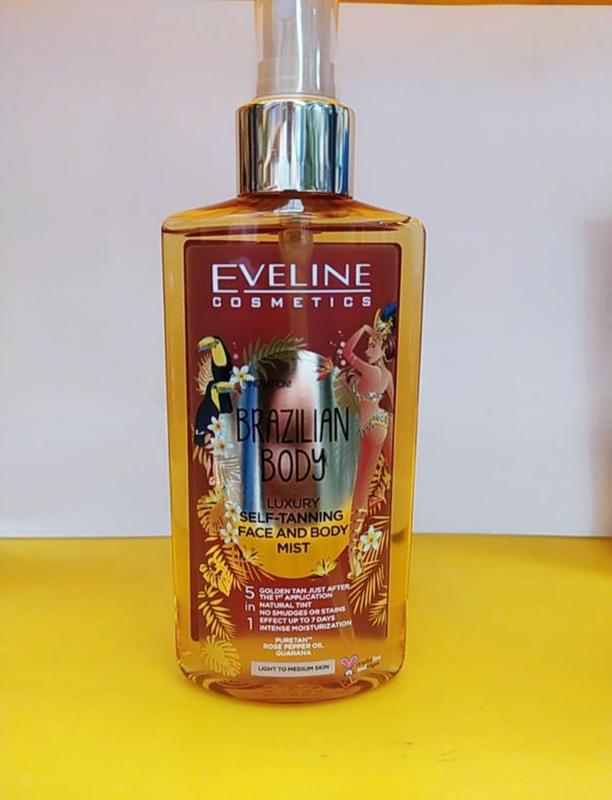 EVELINE
COSMETICS
INNOVATION!
BRAZILIAN
BODY
LUXURY
SELF-TANNING
FACE AND BODY
MIST
5 in 1
GOLDEN TAN JUST AFTER
THE 1ST APPLICATION
NATURAL TINT
NO SMUDGES OR STAINS
EFFECT UP TO 7 DAYS
INTENSE MOISTURIZATION
PURETAN™
ROSE PEPPER OIL
GUARANA
LIGHT TO MEDIUM SKIN